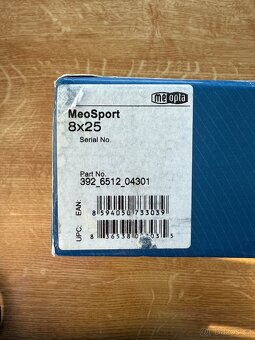 meopta
MeoSport
8x25
Serial No.
Part No.
392_6512_04301
EAN:
8 594050 733039
UPC: